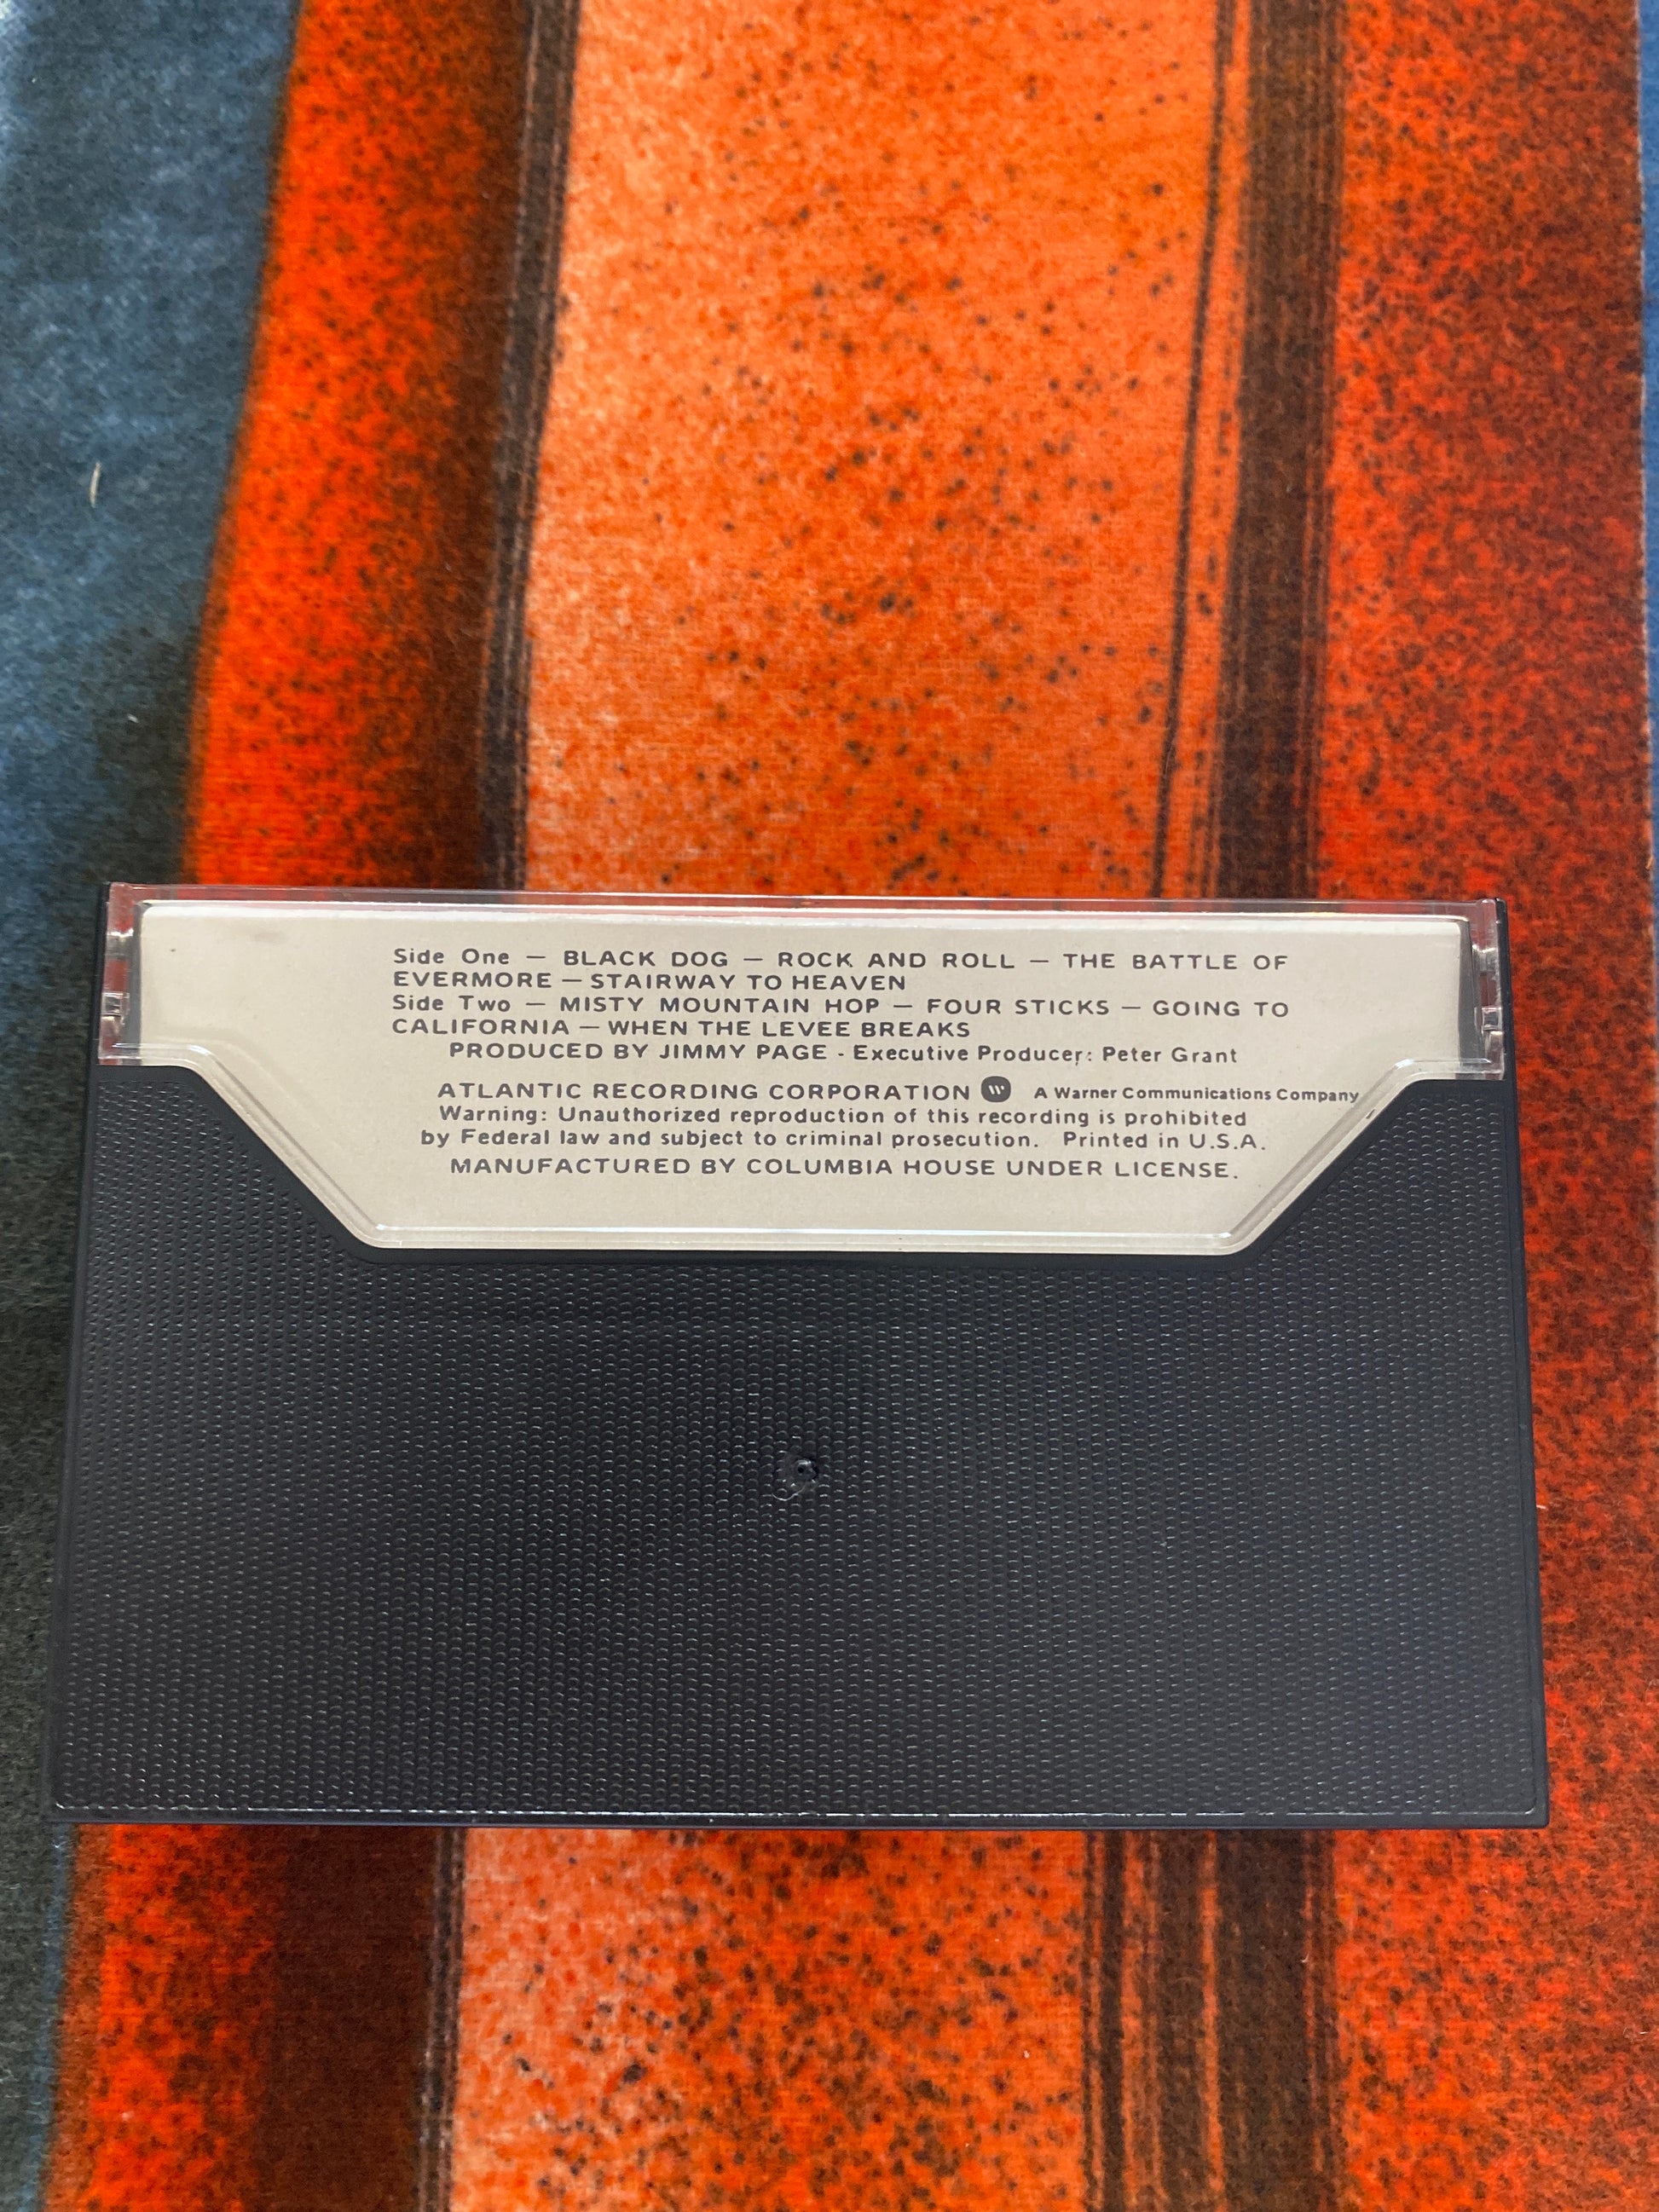 Side One — BLACK DOG — ROCK AND ROLL — THE BATTLE OF
EVERMORE — STAIRWAY TO HEAVEN
Side Two — MISTY MOUNTAIN HOP — FOUR STICKS — GOING TO
CALIFORNIA — WHEN THE LEVEE BREAKS
PRODUCED BY JIMMY PAGE - Executive Producer: Peter Grant
ATLANTIC RECORDING CORPORATION W A Warner Communications Company
Warning: Unauthorized reproduction of this recording is prohibited
by Federal law and subject to criminal prosecution. Printed in U.S.A.
MANUFACTURED BY COLUMBIA HOUSE UNDER LICENSE.